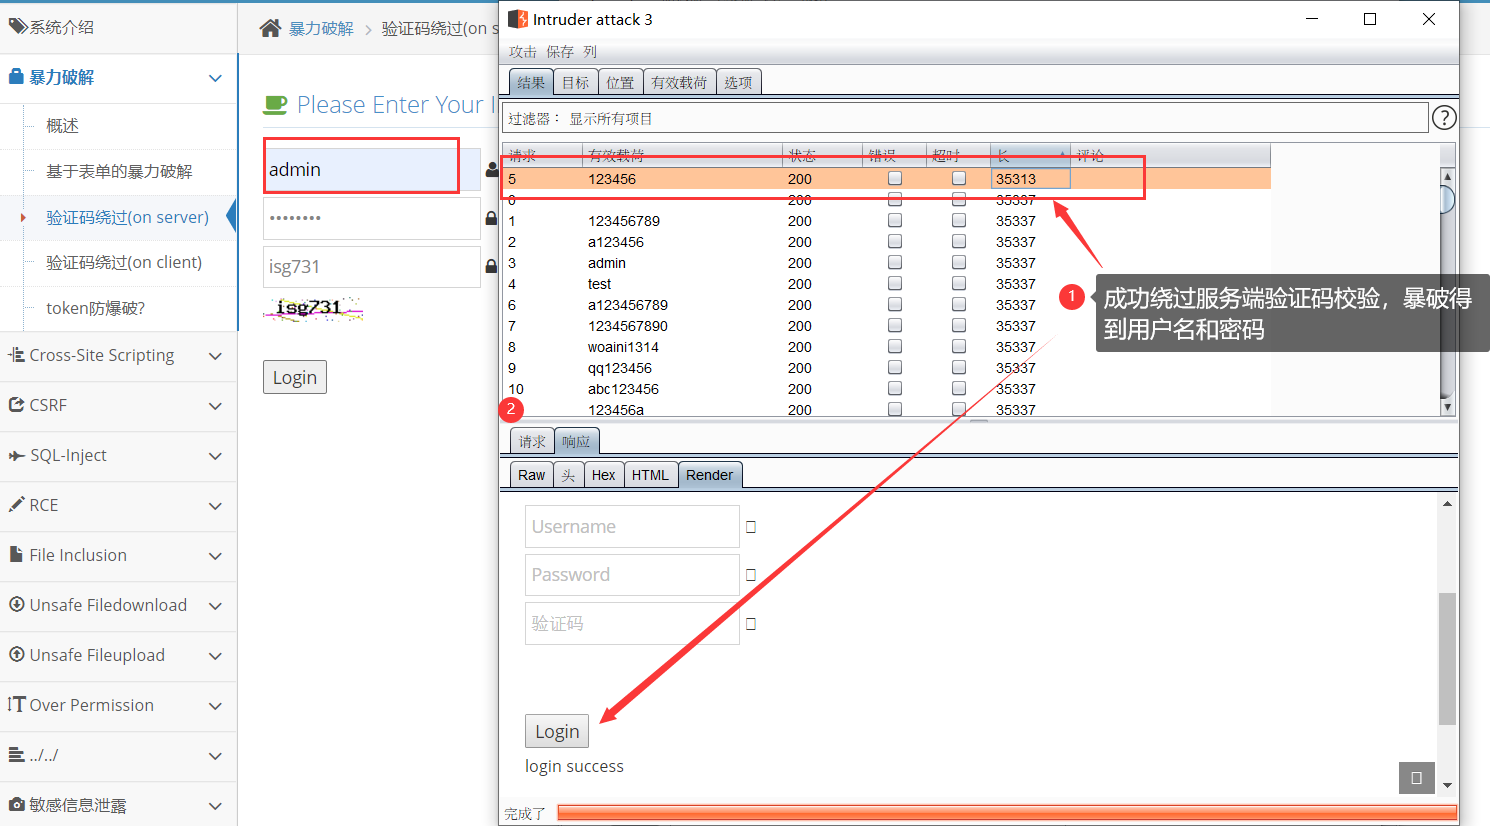 系统介绍
暴力破解
概述
基于表单的暴力破解
验证码绕过(on server)
验证码绕过(on client)
token防爆破?
Cross-Site Scripting
CSRF
SQL-Inject
RCE
File Inclusion
Unsafe Filedownload
Unsafe Fileupload
Over Permission
../../
敏感信息泄露
暴力破解 > 验证码绕过(on s
Please Enter Your I
admin
••••••••
isg731
isg731
Login
Intruder attack 3
攻击 保存 列
结果 目标 位置 有效载荷 选项
过滤器： 显示所有项目
?
请求 有效载荷 状态 错误 超时 长 评论
5 123456 200 35313
0 200 35337
1 123456789 200 35337
2 a123456 200 35337
3 admin 200 35337
4 test 200 35337
6 a123456789 200 35337
7 1234567890 200 35337
8 woaini1314 200 35337
9 qq123456 200 35337
10 abc123456 200 35337
123456a 200 35337
1
成功绕过服务端验证码校验，暴破得
到用户名和密码
2
请求 响应
Raw 头 Hex HTML Render
Username
Password
验证码
Login
login success
完成了